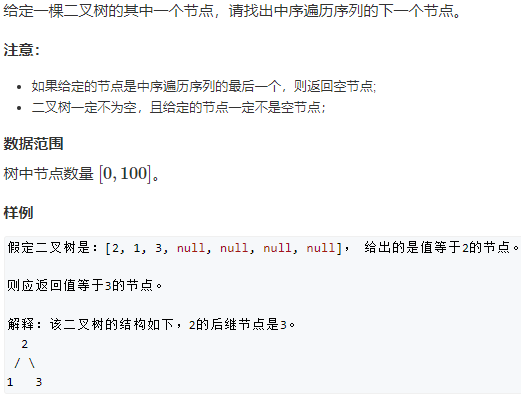 给定一棵二叉树的其中一个节点，请找出中序遍历序列的下一个节点。
注意：
如果给定的节点是中序遍历序列的最后一个，则返回空节点;
二叉树一定不为空，且给定的节点一定不是空节点；
数据范围
树中节点数量 [0, 100]。
样例
假定二叉树是：[2, 1, 3, null, null, null, null]， 给出的是值等于2的节点。
则应返回值等于3的节点。
解释：该二叉树的结构如下，2的后继节点是3。
2
/ \
1 3